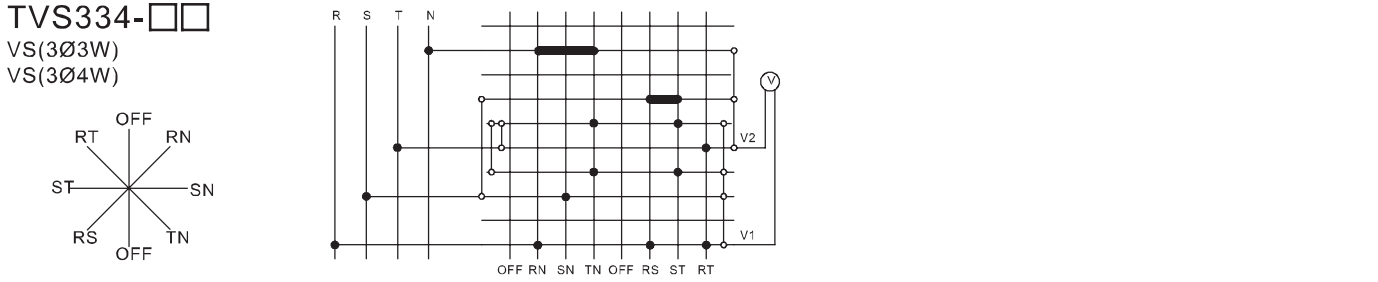 TVS334-□□
VS(3Ø3W)
VS(3Ø4W)
OFF
RT RN
ST SN
RS TN
OFF
R S T N
V
V2
V1
OFF RN SN TN OFF RS ST RT